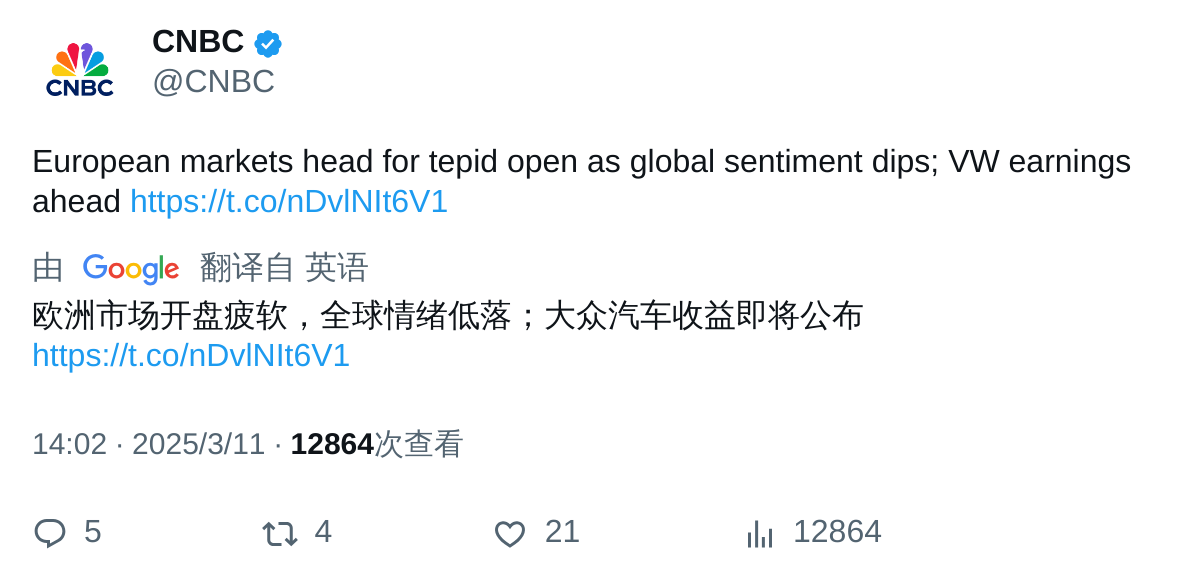 CNBC
CNBC
@CNBC
European markets head for tepid open as global sentiment dips; VW earnings
ahead https://t.co/nDvlNIt6V1
由 Google 翻译自 英语
欧洲市场开盘疲软，全球情绪低落；大众汽车收益即将公布
https://t.co/nDvlNIt6V1
14:02 · 2025/3/11 · 12864次查看
5 4 21 12864